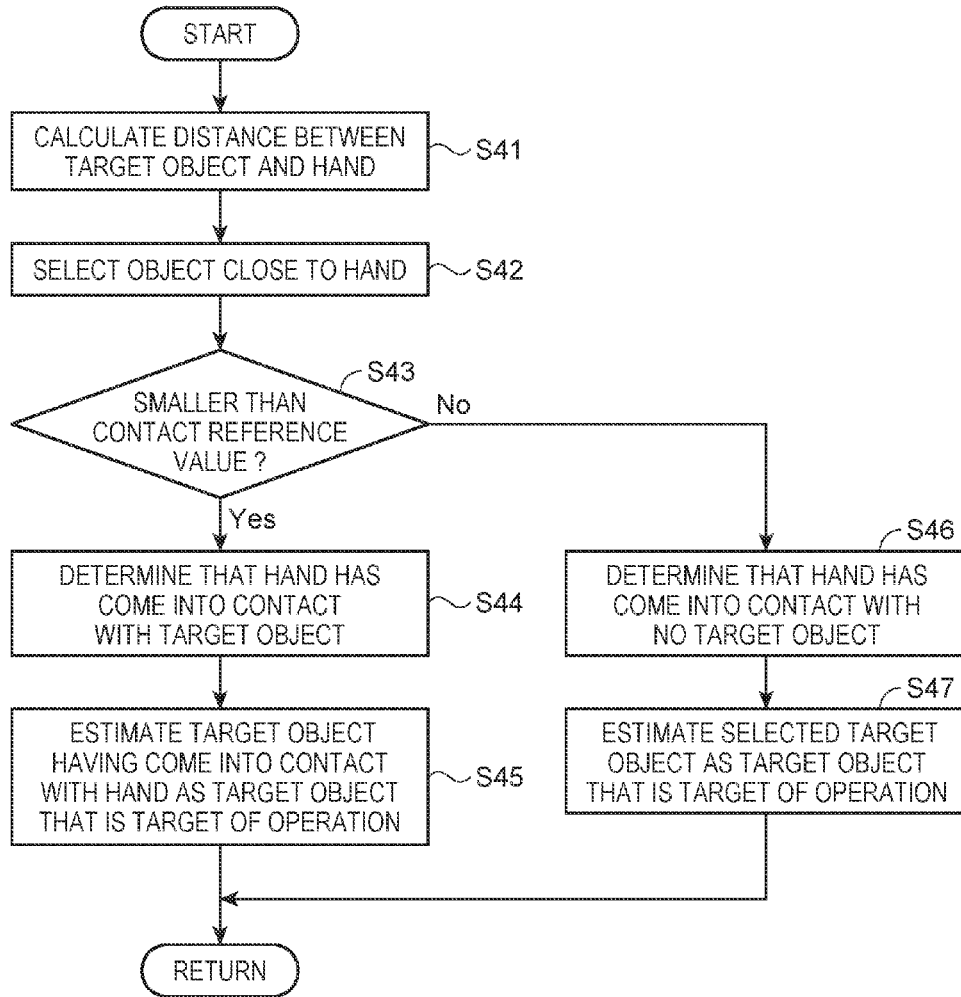 START
CALCULATE DISTANCE BETWEEN
TARGET OBJECT AND HAND
S41
SELECT OBJECT CLOSE TO HAND
S42
S43
SMALLER THAN
CONTACT REFERENCE
VALUE ?
No
Yes
DETERMINE THAT HAND HAS
COME INTO CONTACT
WITH TARGET OBJECT
S44
S46
DETERMINE THAT HAND HAS
COME INTO CONTACT WITH
NO TARGET OBJECT
ESTIMATE TARGET OBJECT
HAVING COME INTO CONTACT
WITH HAND AS TARGET OBJECT
THAT IS TARGET OF OPERATION
S45
S47
ESTIMATE SELECTED TARGET
OBJECT AS TARGET OBJECT
THAT IS TARGET OF OPERATION
RETURN